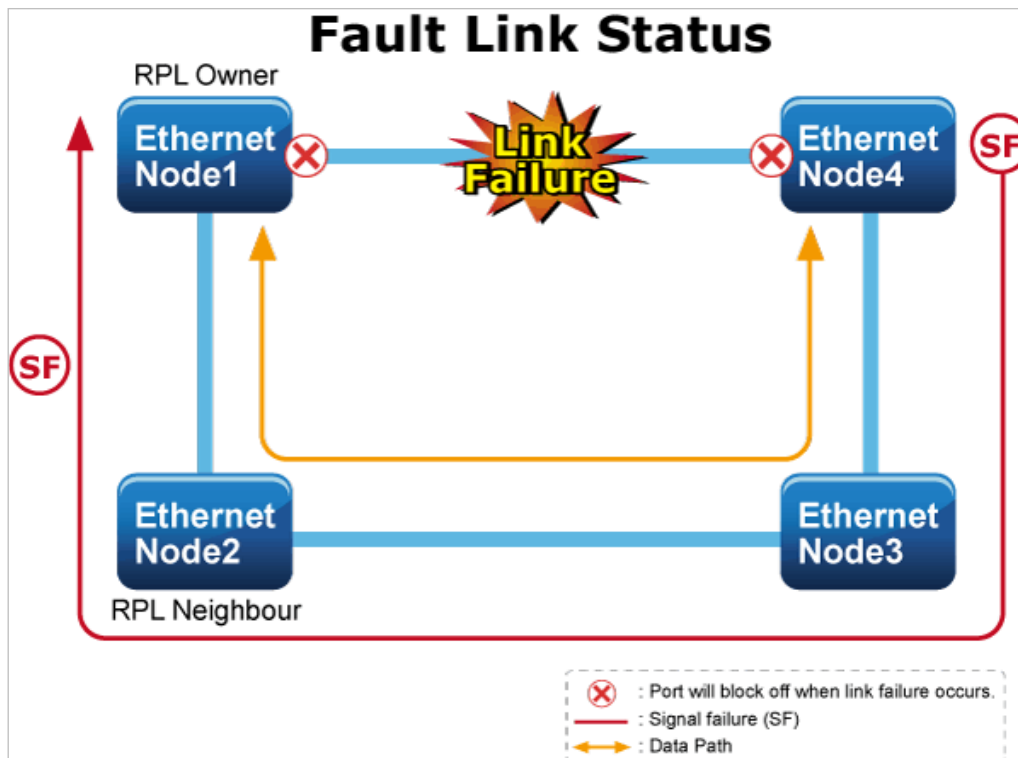 Fault Link Status
RPL Owner
Ethernet
Node1
Link
Failure
Ethernet
Node4
SF
SF
Ethernet
Node2
RPL Neighbour
Ethernet
Node3
: Port will block off when link failure occurs.
: Signal failure (SF)
: Data Path